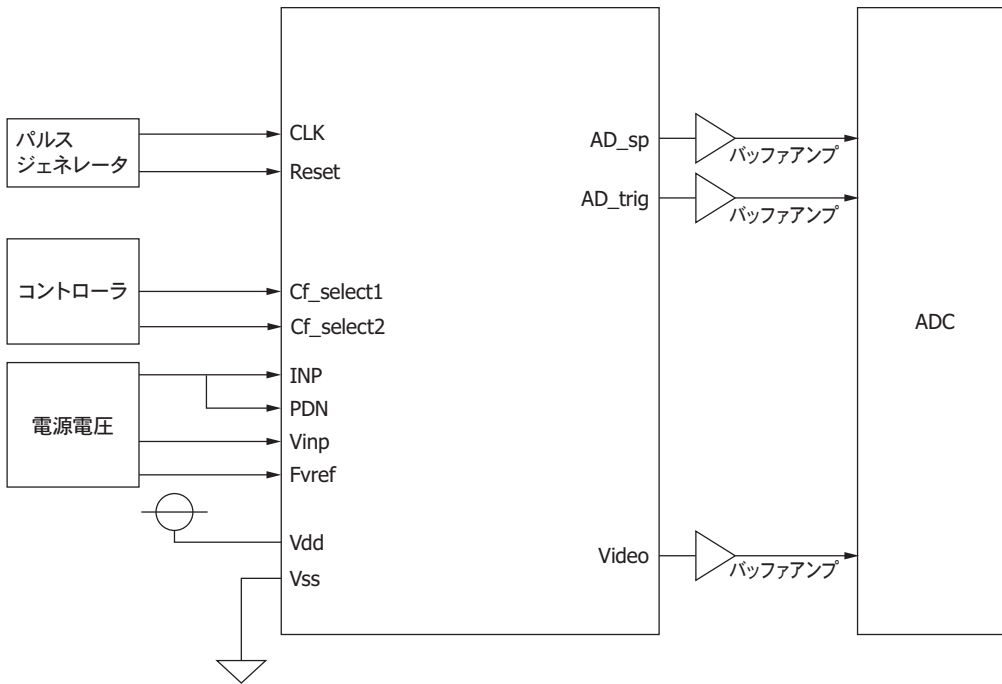 パルス
ジェネレータ
コントローラ
電源電圧
CLK
Reset
Cf_select1
Cf_select2
INP
PDN
Vinp
Fvref
Vdd
Vss
AD_sp
AD_trig
Video
バッファアンプ
バッファアンプ
バッファアンプ
ADC